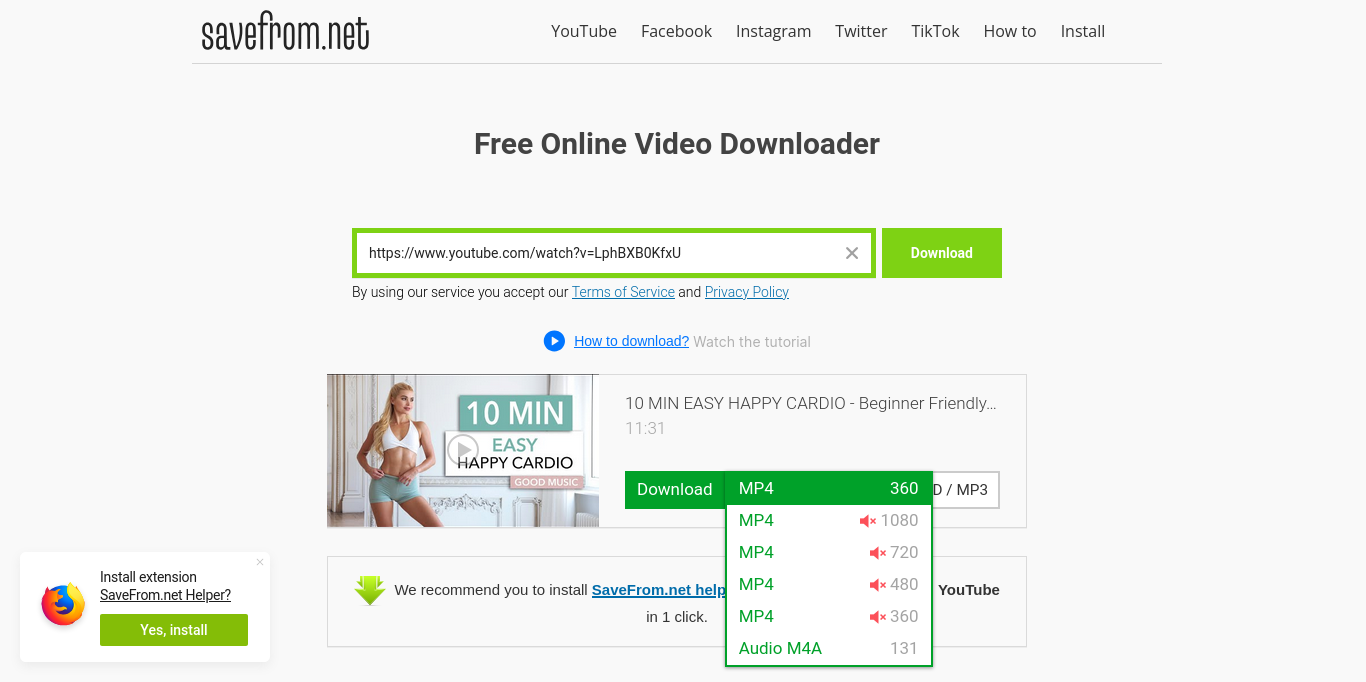 savefrom.net
YouTube Facebook Instagram Twitter TikTok How to Install
Free Online Video Downloader
https://www.youtube.com/watch?v=LphBXB0KfxU
Download
By using our service you accept our Terms of Service and Privacy Policy
How to download? Watch the tutorial
10 MIN
EASY
HAPPY CARDIO
GOOD MUSIC
10 MIN EASY HAPPY CARDIO - Beginner Friendly...
11:31
Download
D / MP3
MP4 360
MP4 1080
MP4 720
MP4 480
MP4 360
Audio M4A 131
We recommend you to install SaveFrom.net help
YouTube
in 1 click.
Install extension
SaveFrom.net Helper?
Yes, install